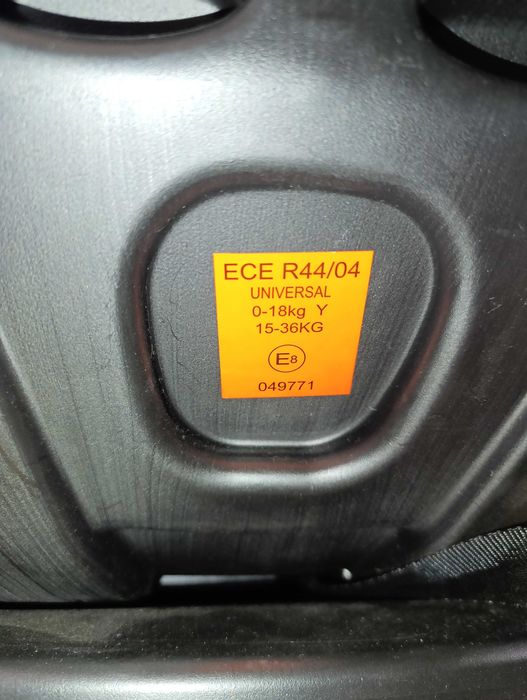 ECE R44/04
UNIVERSAL
0-18kg Y
15-36KG
E8
049771